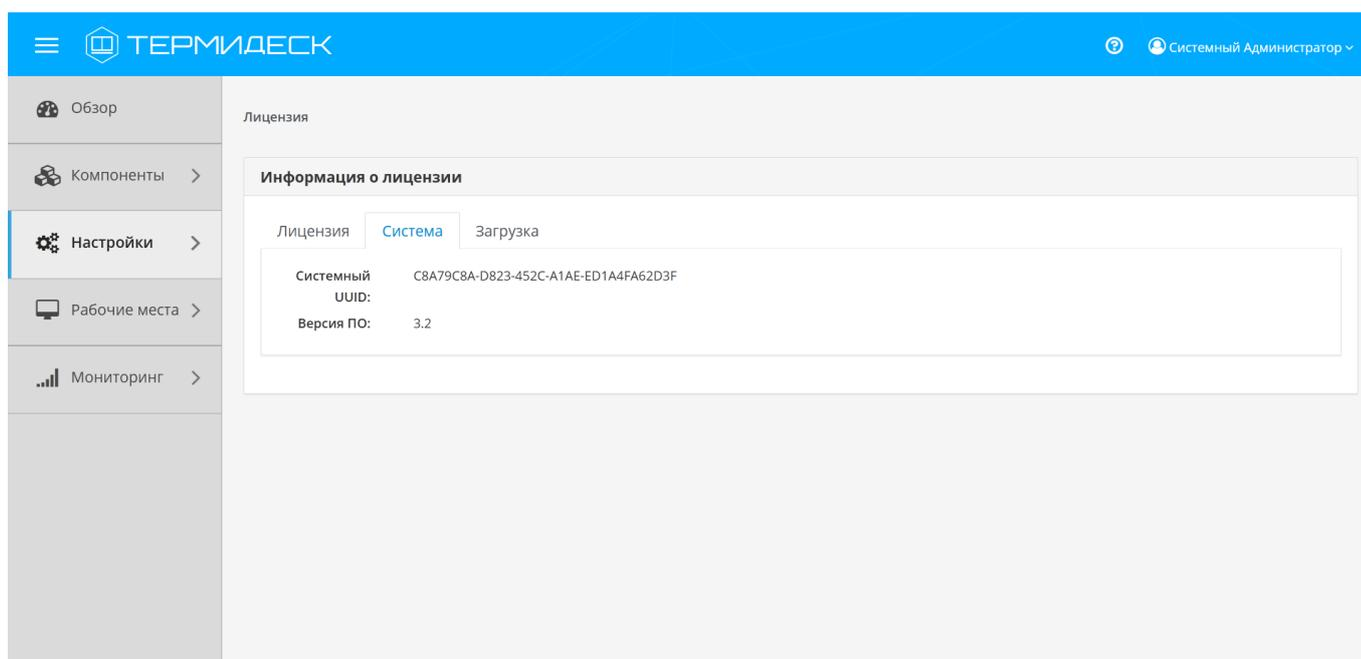 ТЕРМИДЕСК
Системный Администратор
Обзор
Компоненты
Настройки
Рабочие места
Мониторинг
Лицензия
Информация о лицензии
Лицензия Система Загрузка
Системный UUID: C8A79C8A-D823-452C-A1AE-ED1A4FA62D3F
Версия ПО: 3.2